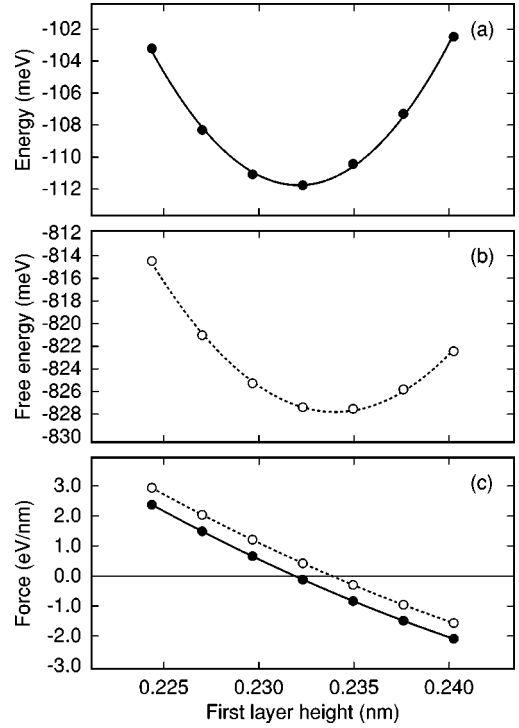 -102
-104
-106
-108
-110
-112
Energy (meV)
(a)
-812
-814
-816
-818
-820
-822
-824
-826
-828
-830
Free energy (meV)
(b)
3.0
2.0
1.0
0.0
-1.0
-2.0
-3.0
Force (eV/nm)
(c)
0.225 0.230 0.235 0.240
First layer height (nm)